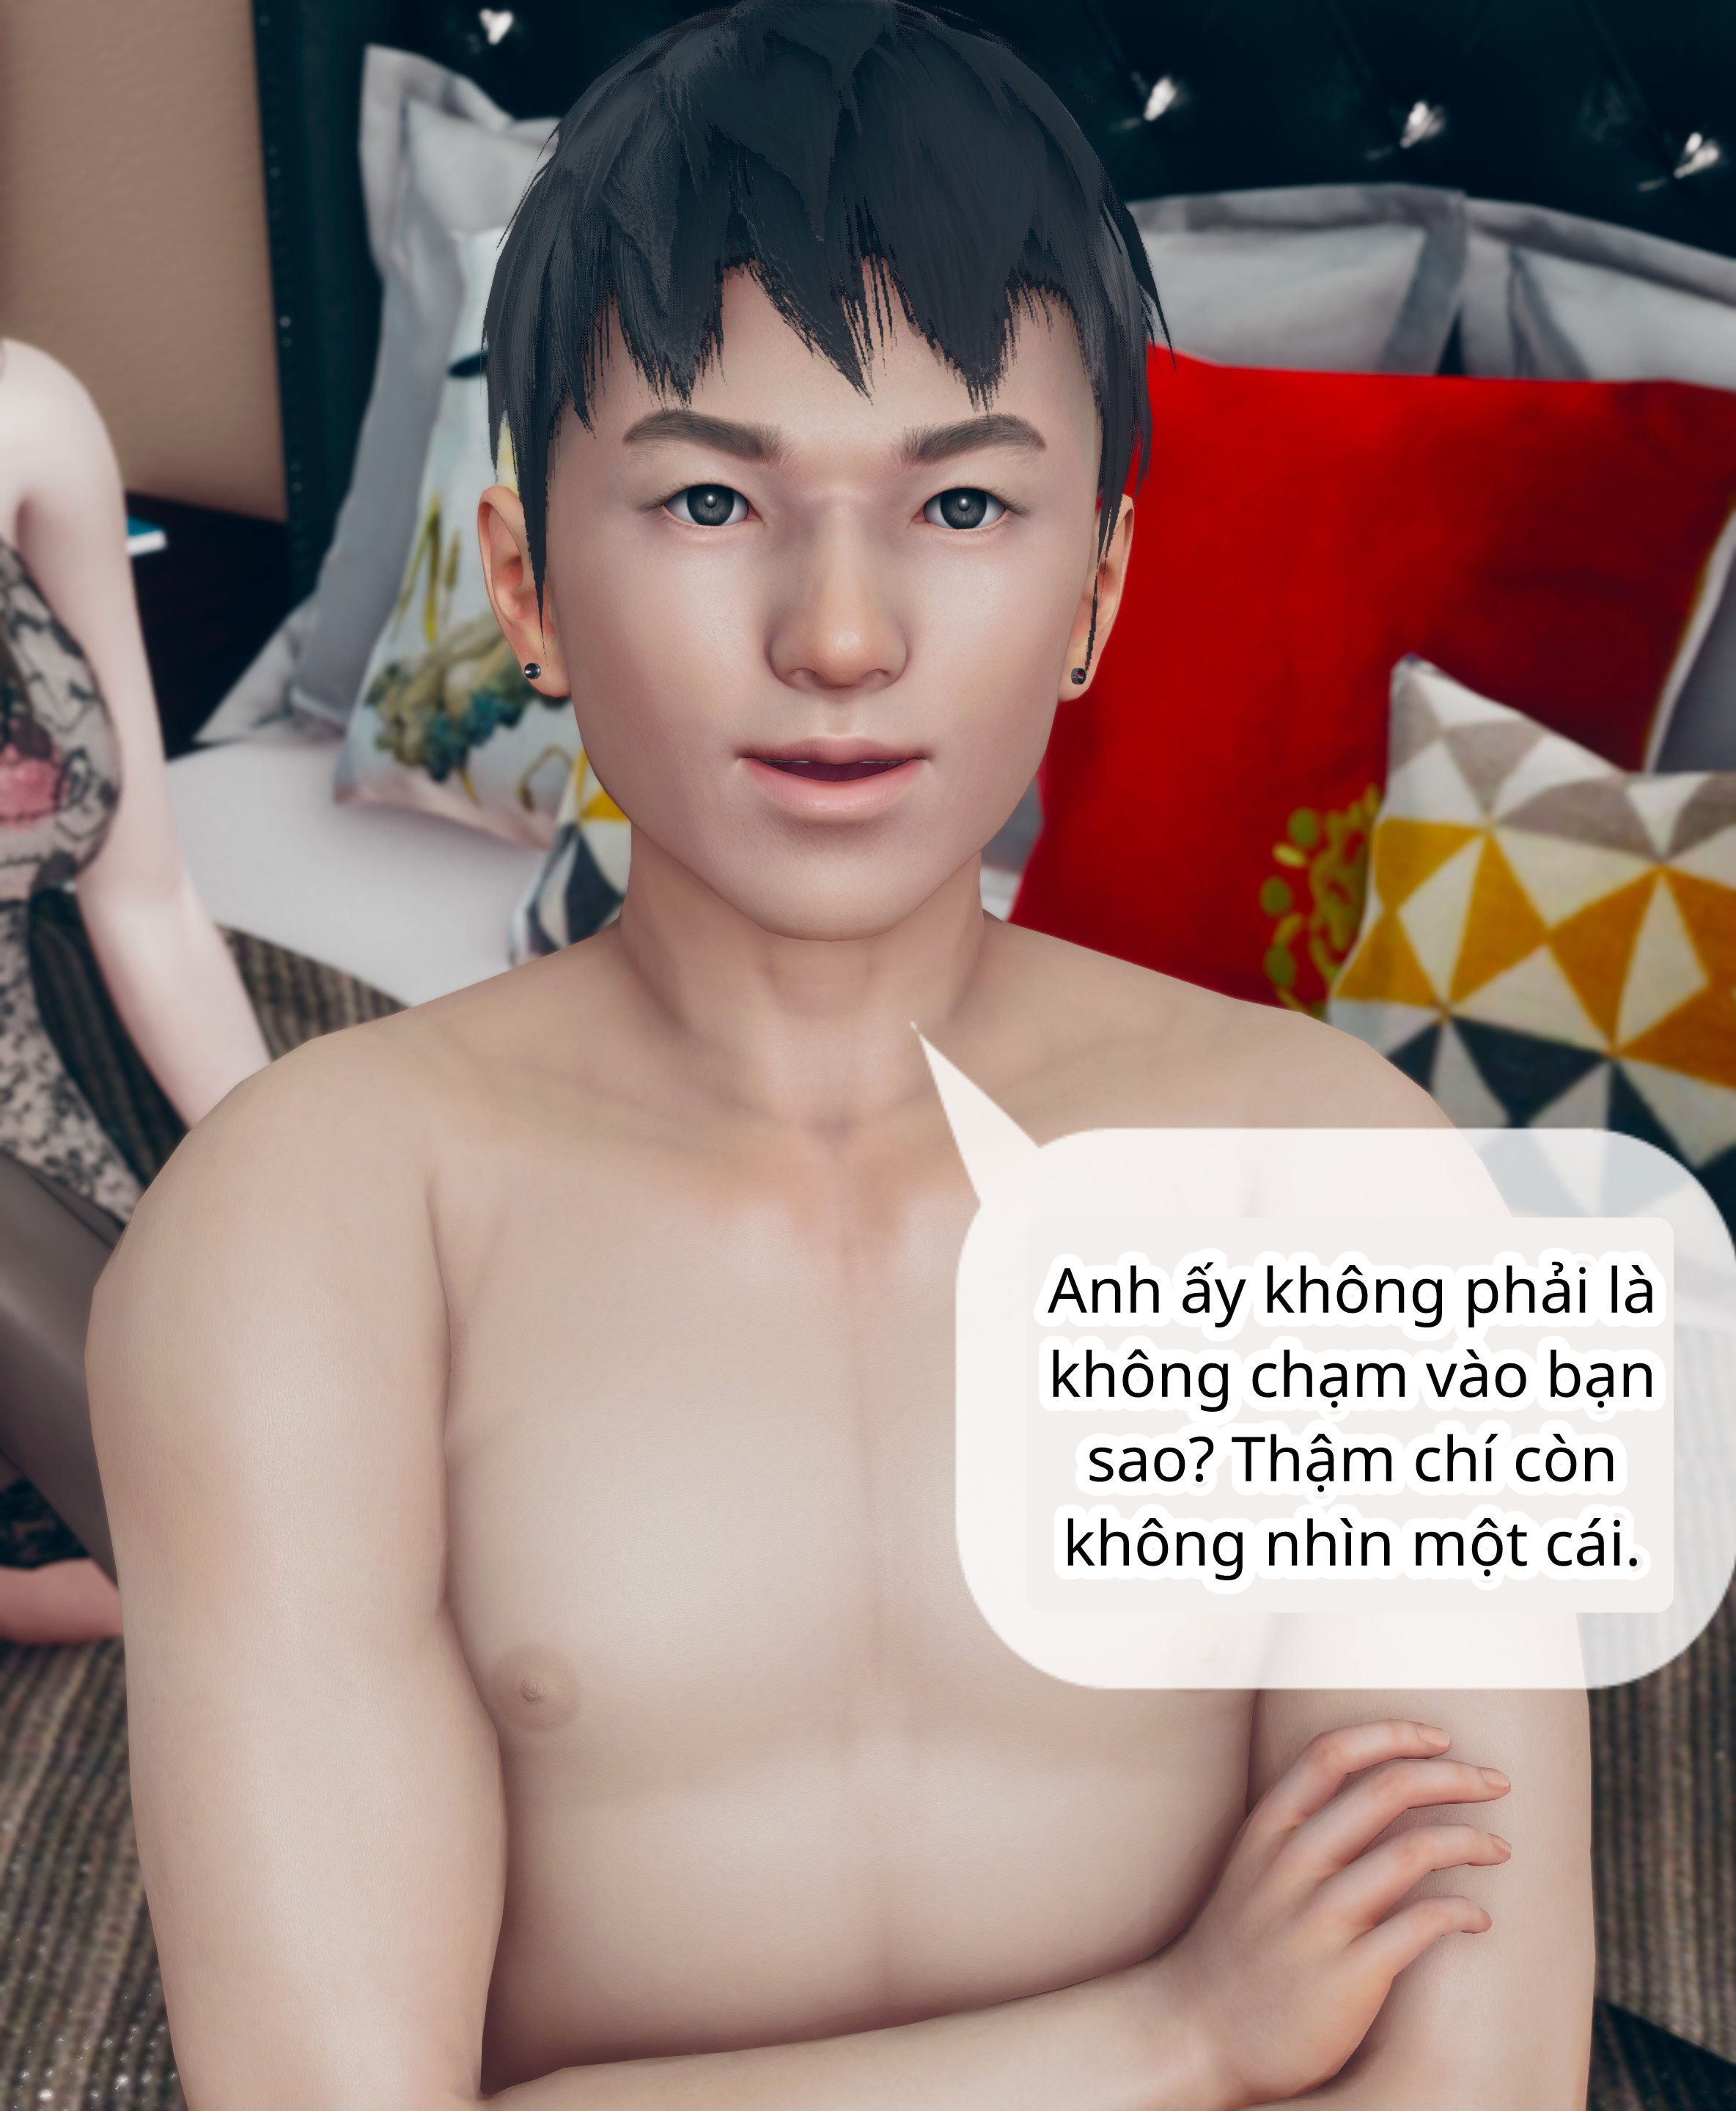 Anh ấy không phải là
không chạm vào bạn
sao? Thậm chí còn
không nhìn một cái.